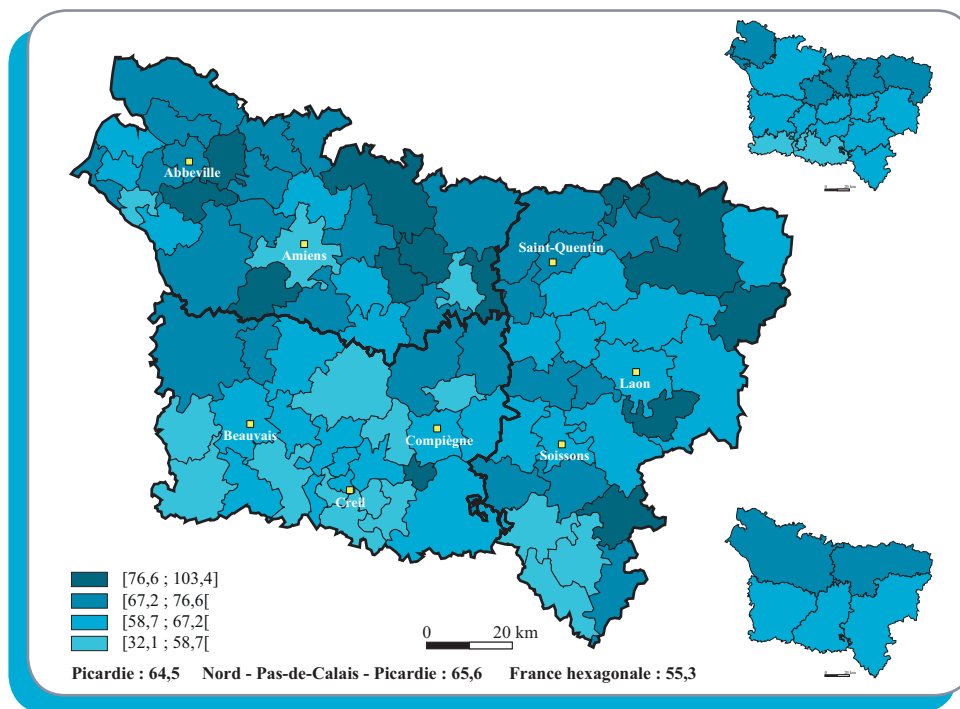 Abbeville
Amiens
Saint-Quentin
Laon
Beauvais
Compiègne
Soissons
Creil
[76,6 ; 103,4]
[67,2 ; 76,6[
[58,7 ; 67,2[
[32,1 ; 58,7[
0 20 km
Picardie : 64,5 Nord - Pas-de-Calais - Picardie : 65,6 France hexagonale : 55,3